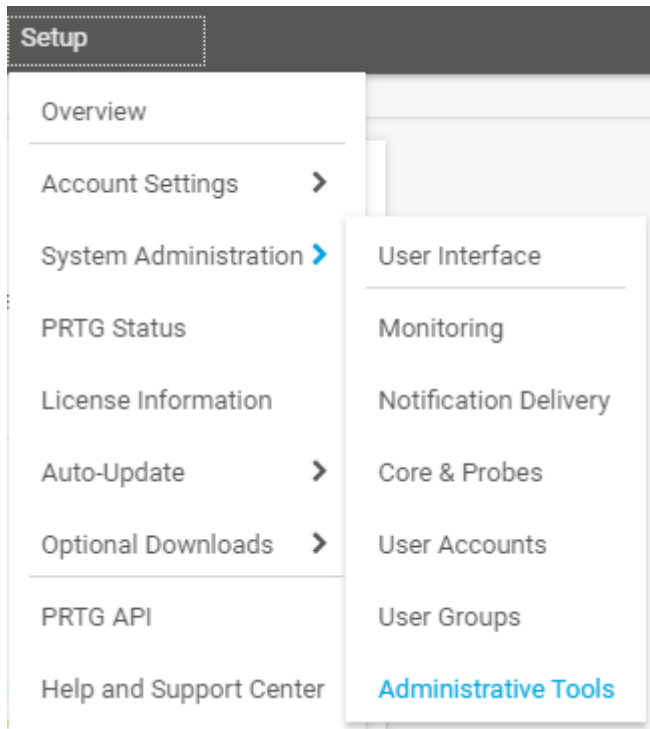 Setup
Overview
Account Settings
System Administration
PRTG Status
License Information
Auto-Update
Optional Downloads
PRTG API
Help and Support Center
User Interface
Monitoring
Notification Delivery
Core & Probes
User Accounts
User Groups
Administrative Tools